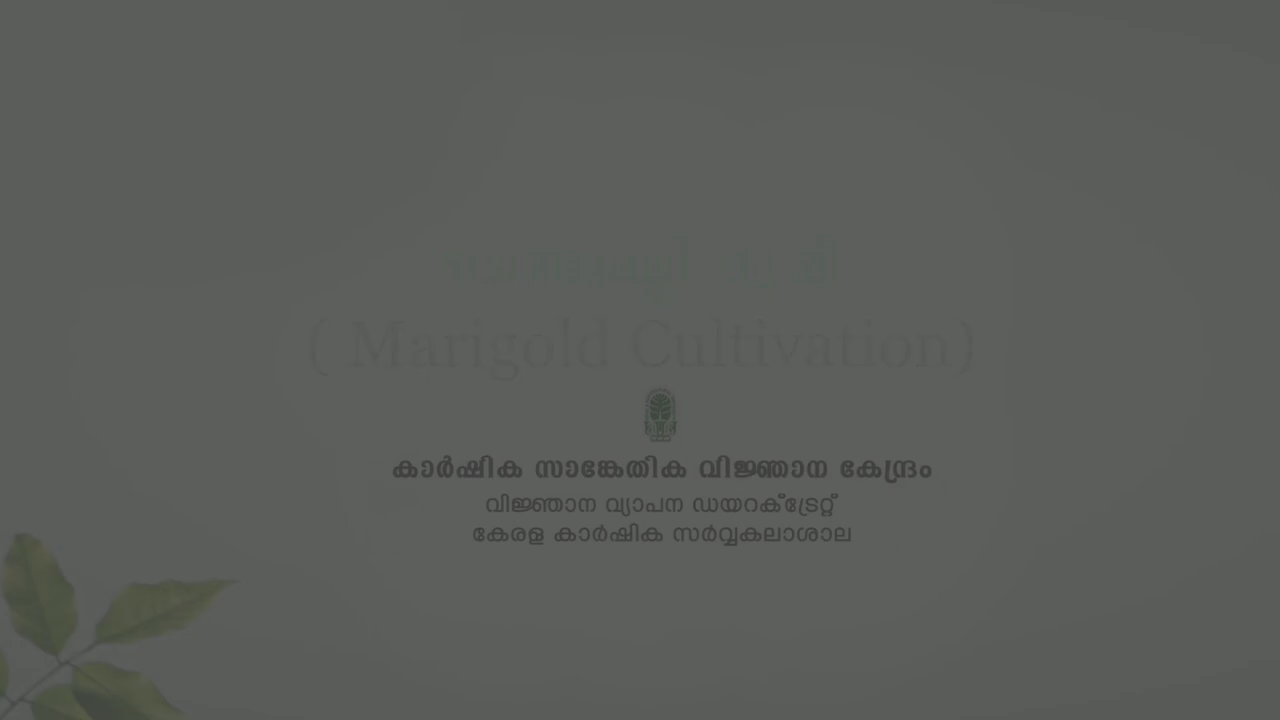 ( Marigold Cultivation)
കാർഷിക സാങ്കേതിക വിജ്ഞാന കേന്ദ്രം
വിജ്ഞാന വ്യാപന ഡയറക്ട്രേറ്റ്
കേരള കാർഷിക സർവ്വകലാശാല